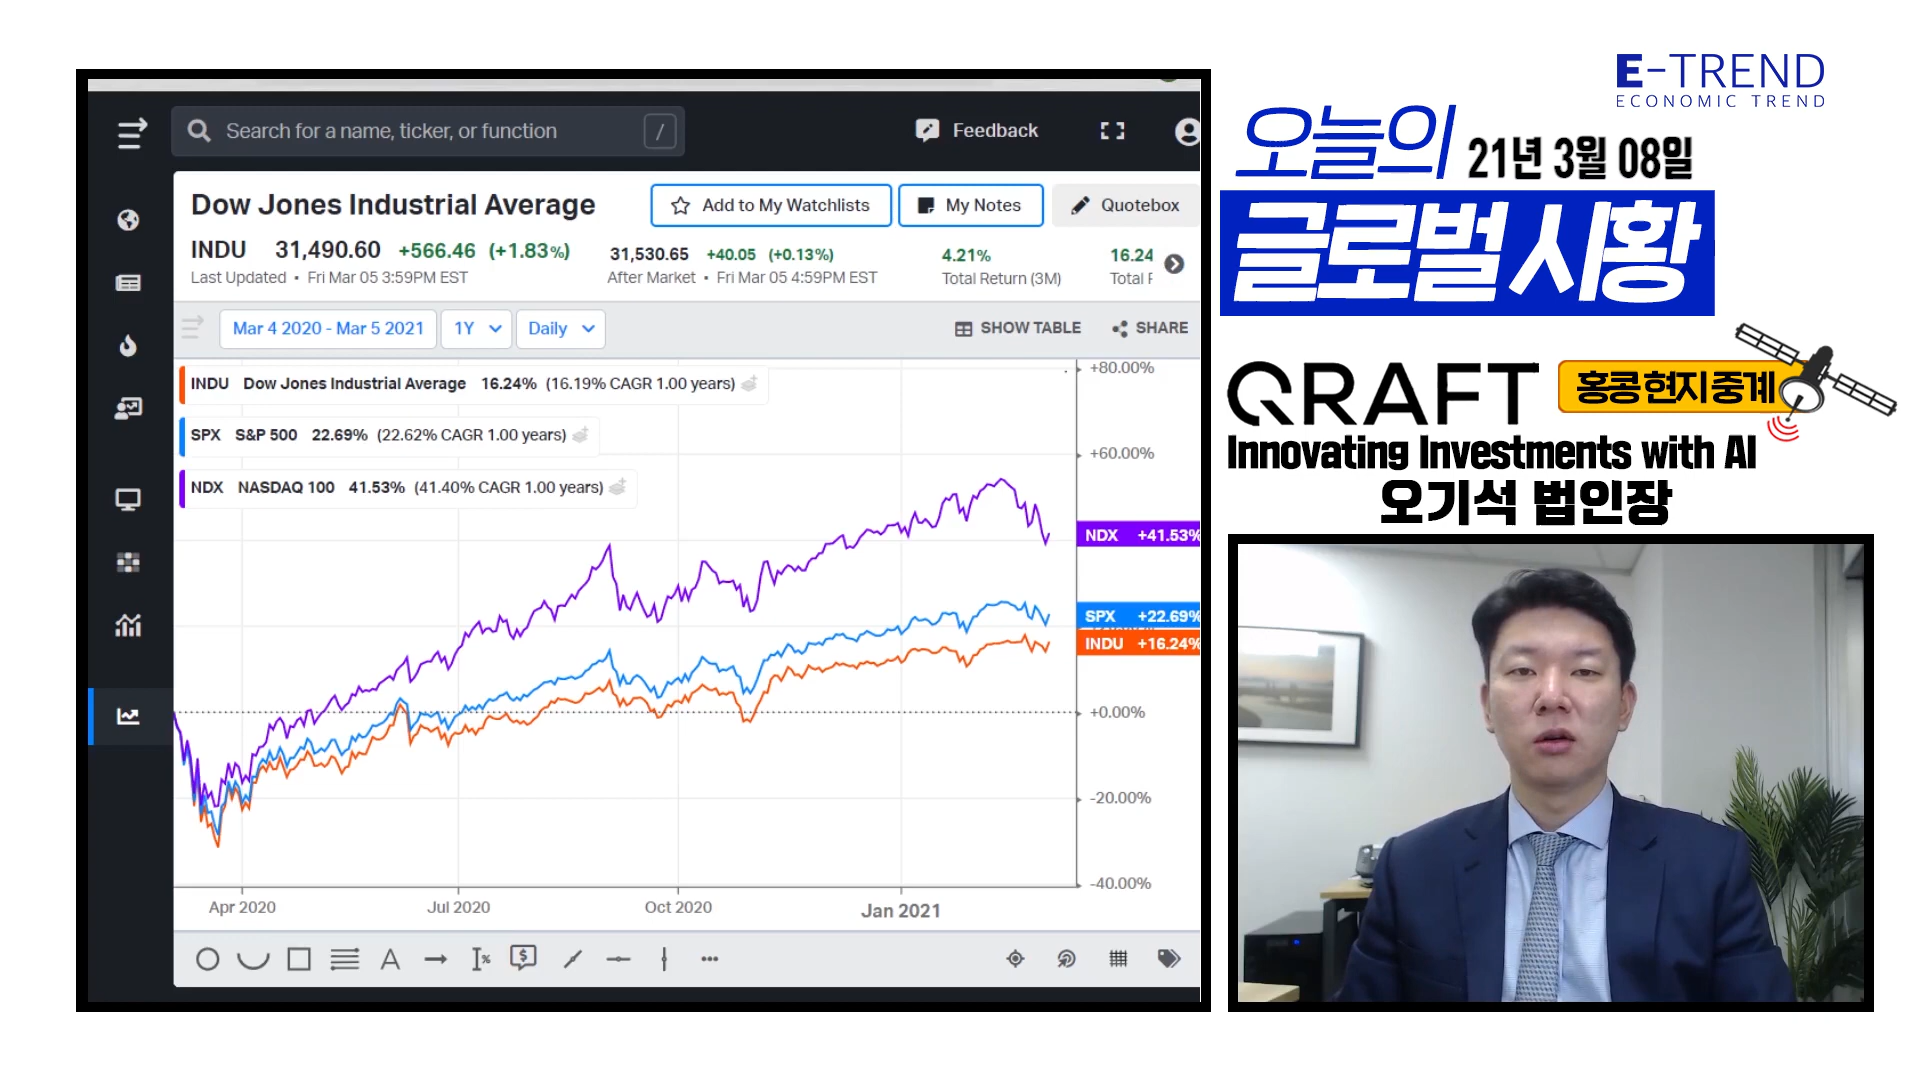 Search for a name, ticker, or function
/
Feedback
Dow Jones Industrial Average
Add to My Watchlists
My Notes
Quotebox
INDU 31,490.60 +566.46 (+1.83%)
Last Updated • Fri Mar 05 3:59PM EST
31,530.65 +40.05 (+0.13%)
After Market • Fri Mar 05 4:59PM EST
4.21%
Total Return (3M)
16.24
Total
Mar 4 2020 - Mar 5 2021
1Y
Daily
SHOW TABLE
SHARE
INDU Dow Jones Industrial Average 16.24% (16.19% CAGR 1.00 years)
SPX S&P 500 22.69% (22.62% CAGR 1.00 years)
NDX NASDAQ 100 41.53% (41.40% CAGR 1.00 years)
+80.00%
+60.00%
NDX +41.53%
SPX +22.69%
INDU +16.24%
+0.00%
-20.00%
-40.00%
Apr 2020
Jul 2020
Oct 2020
Jan 2021
E-TREND
ECONOMIC TREND
오늘의 21년 3월 08일
글로벌 시황
QRAFT
홍콩 현지 중계
Innovating Investments with AI
오기석 법인장